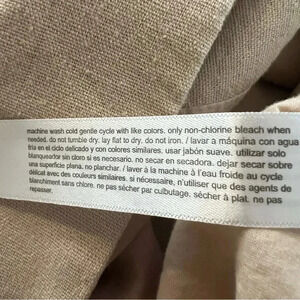 machine wash cold gentle cycle with like colors. only non-chlorine bleach when
needed. do not tumble dry. lay flat to dry. do not iron. / lavar a máquina con agua
fría en el ciclo delicado y con colores similares. usar jabón suave. utilizar solo
blanqueador sin cloro si es necesario. no secar en secadora. dejar secar sobre
una superficie plana. no planchar. / laver à la machine à l'eau froide au cycle
délicat avec des couleurs similaires. si nécessaire, n'utiliser que des agents de
blanchiment sans chlore. ne pas sécher par culbutage. sécher à plat. ne pas
repasser.